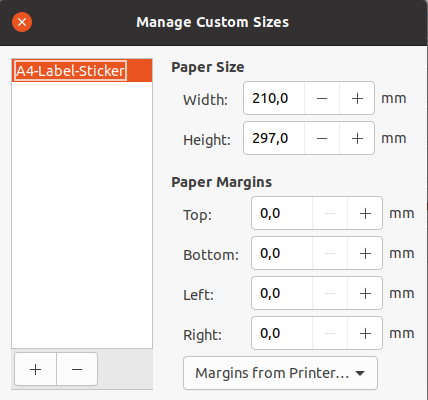 Manage Custom Sizes
A4-Label-Sticker
Paper Size
Width: 210,0 − + mm
Height: 297,0 − + mm
Paper Margins
Top: 0,0 − + mm
Bottom: 0,0 − + mm
Left: 0,0 − + mm
Right: 0,0 − + mm
+ −
Margins from Printer…